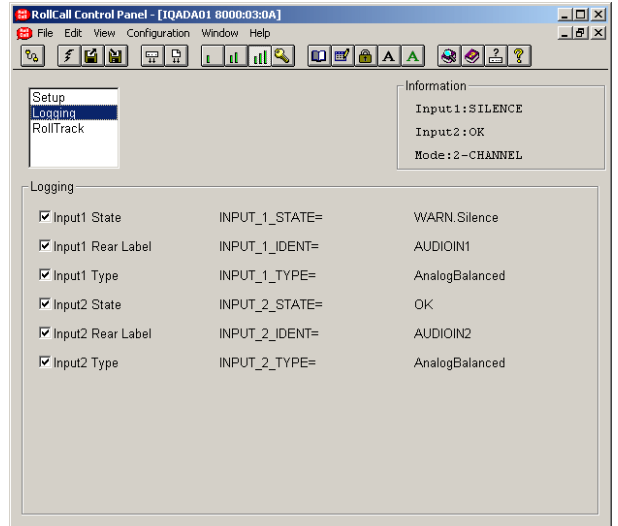 RollCall Control Panel - [IQADA01 8000:03:0A]
File Edit View Configuration Window Help
A A ?
Setup
Logging
RollTrack
Information
Input1:SILENCE
Input2:OK
Mode:2-CHANNEL
Logging
Input1 State INPUT_1_STATE= WARN.Silence
Input1 Rear Label INPUT_1_IDENT= AUDIOIN1
Input1 Type INPUT_1_TYPE= AnalogBalanced
Input2 State INPUT_2_STATE= OK
Input2 Rear Label INPUT_2_IDENT= AUDIOIN2
Input2 Type INPUT_2_TYPE= AnalogBalanced